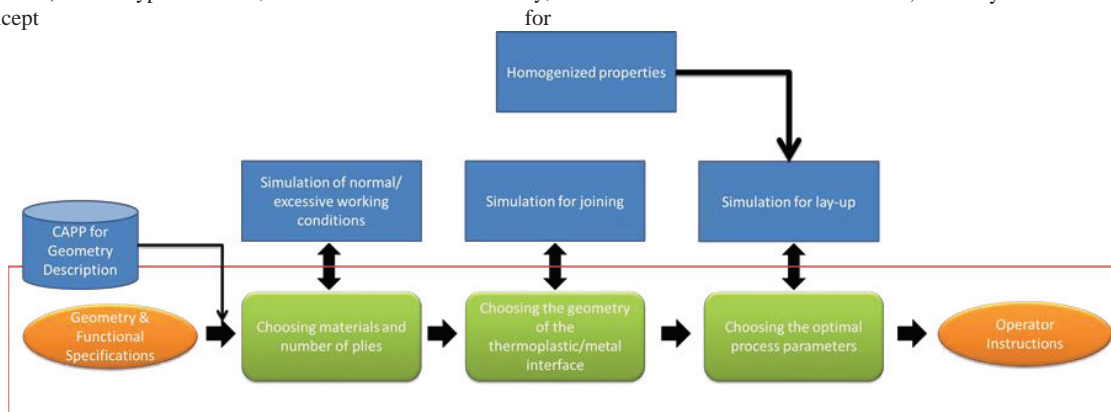 cept for
Homogenized properties
Simulation of normal/
excessive working
conditions
Simulation for joining
Simulation for lay-up
CAPP for
Geometry
Description
Geometry &
Functional
Specifications
Choosing materials and
number of plies
Choosing the geometry
of the
thermoplastic/metal
interface
Choosing the optimal
process parameters
Operator
Instructions